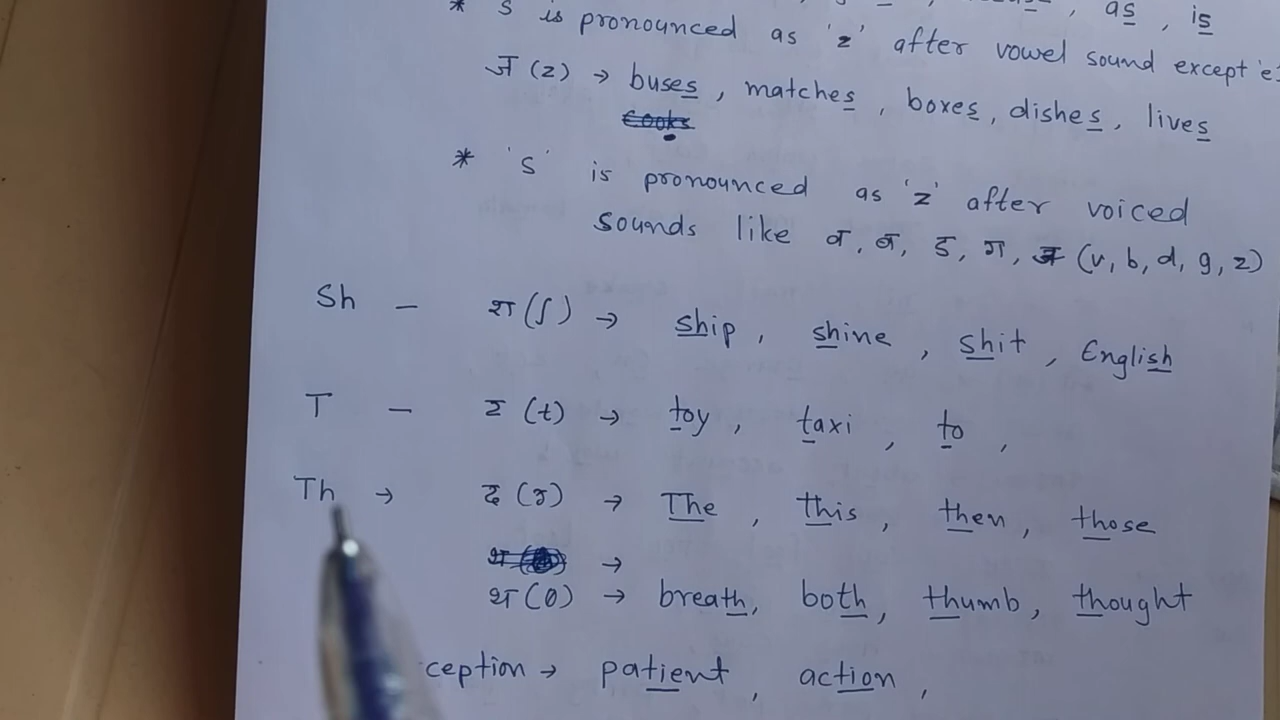 as , is
* S is pronounced as 'z' after vowel sound except 'e'
ज़ (z) → buses , matches , boxes , dishes , lives
* 'S' is pronounced as 'z' after voiced
sounds like व, ब, ड, ग, ज़ (v, b, d, g, z)
Sh - श (ʃ) → ship , shine , shit , English
T - ट (t) → toy , taxi , to ,
Th → द → The , this , then , those
→
थ (θ) → breath, both , thumb , thought
ception → patient , action ,